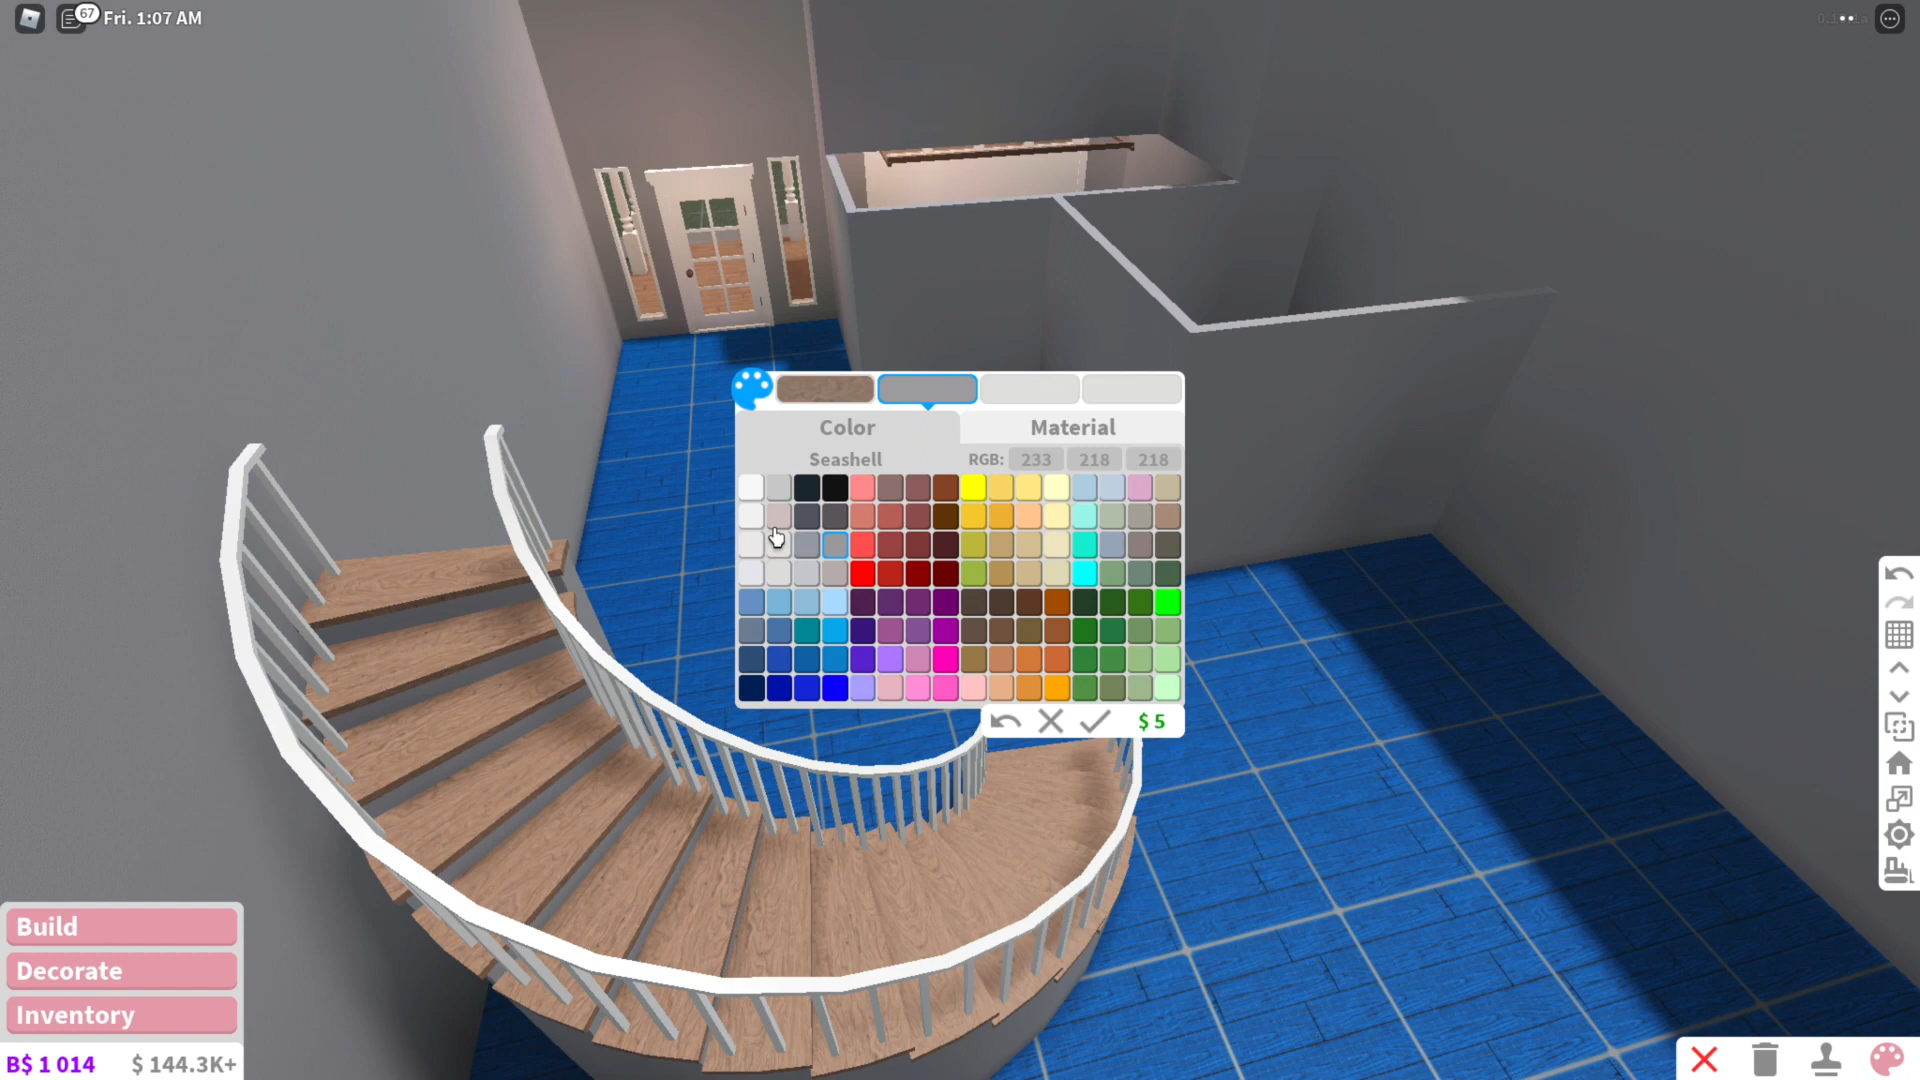 67
Fri. 1:07 AM
Color
Material
Seashell
RGB: 233 218 218
$ 5
Build
Decorate
Inventory
B$ 1 014
$ 144.3K+